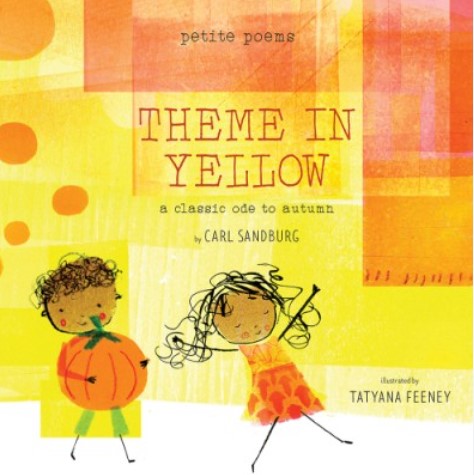 petite poems
THEME IN
YELLOW
a classic ode to autumn
by CARL SANDBURG
illustrated by
TATYANA FEENEY